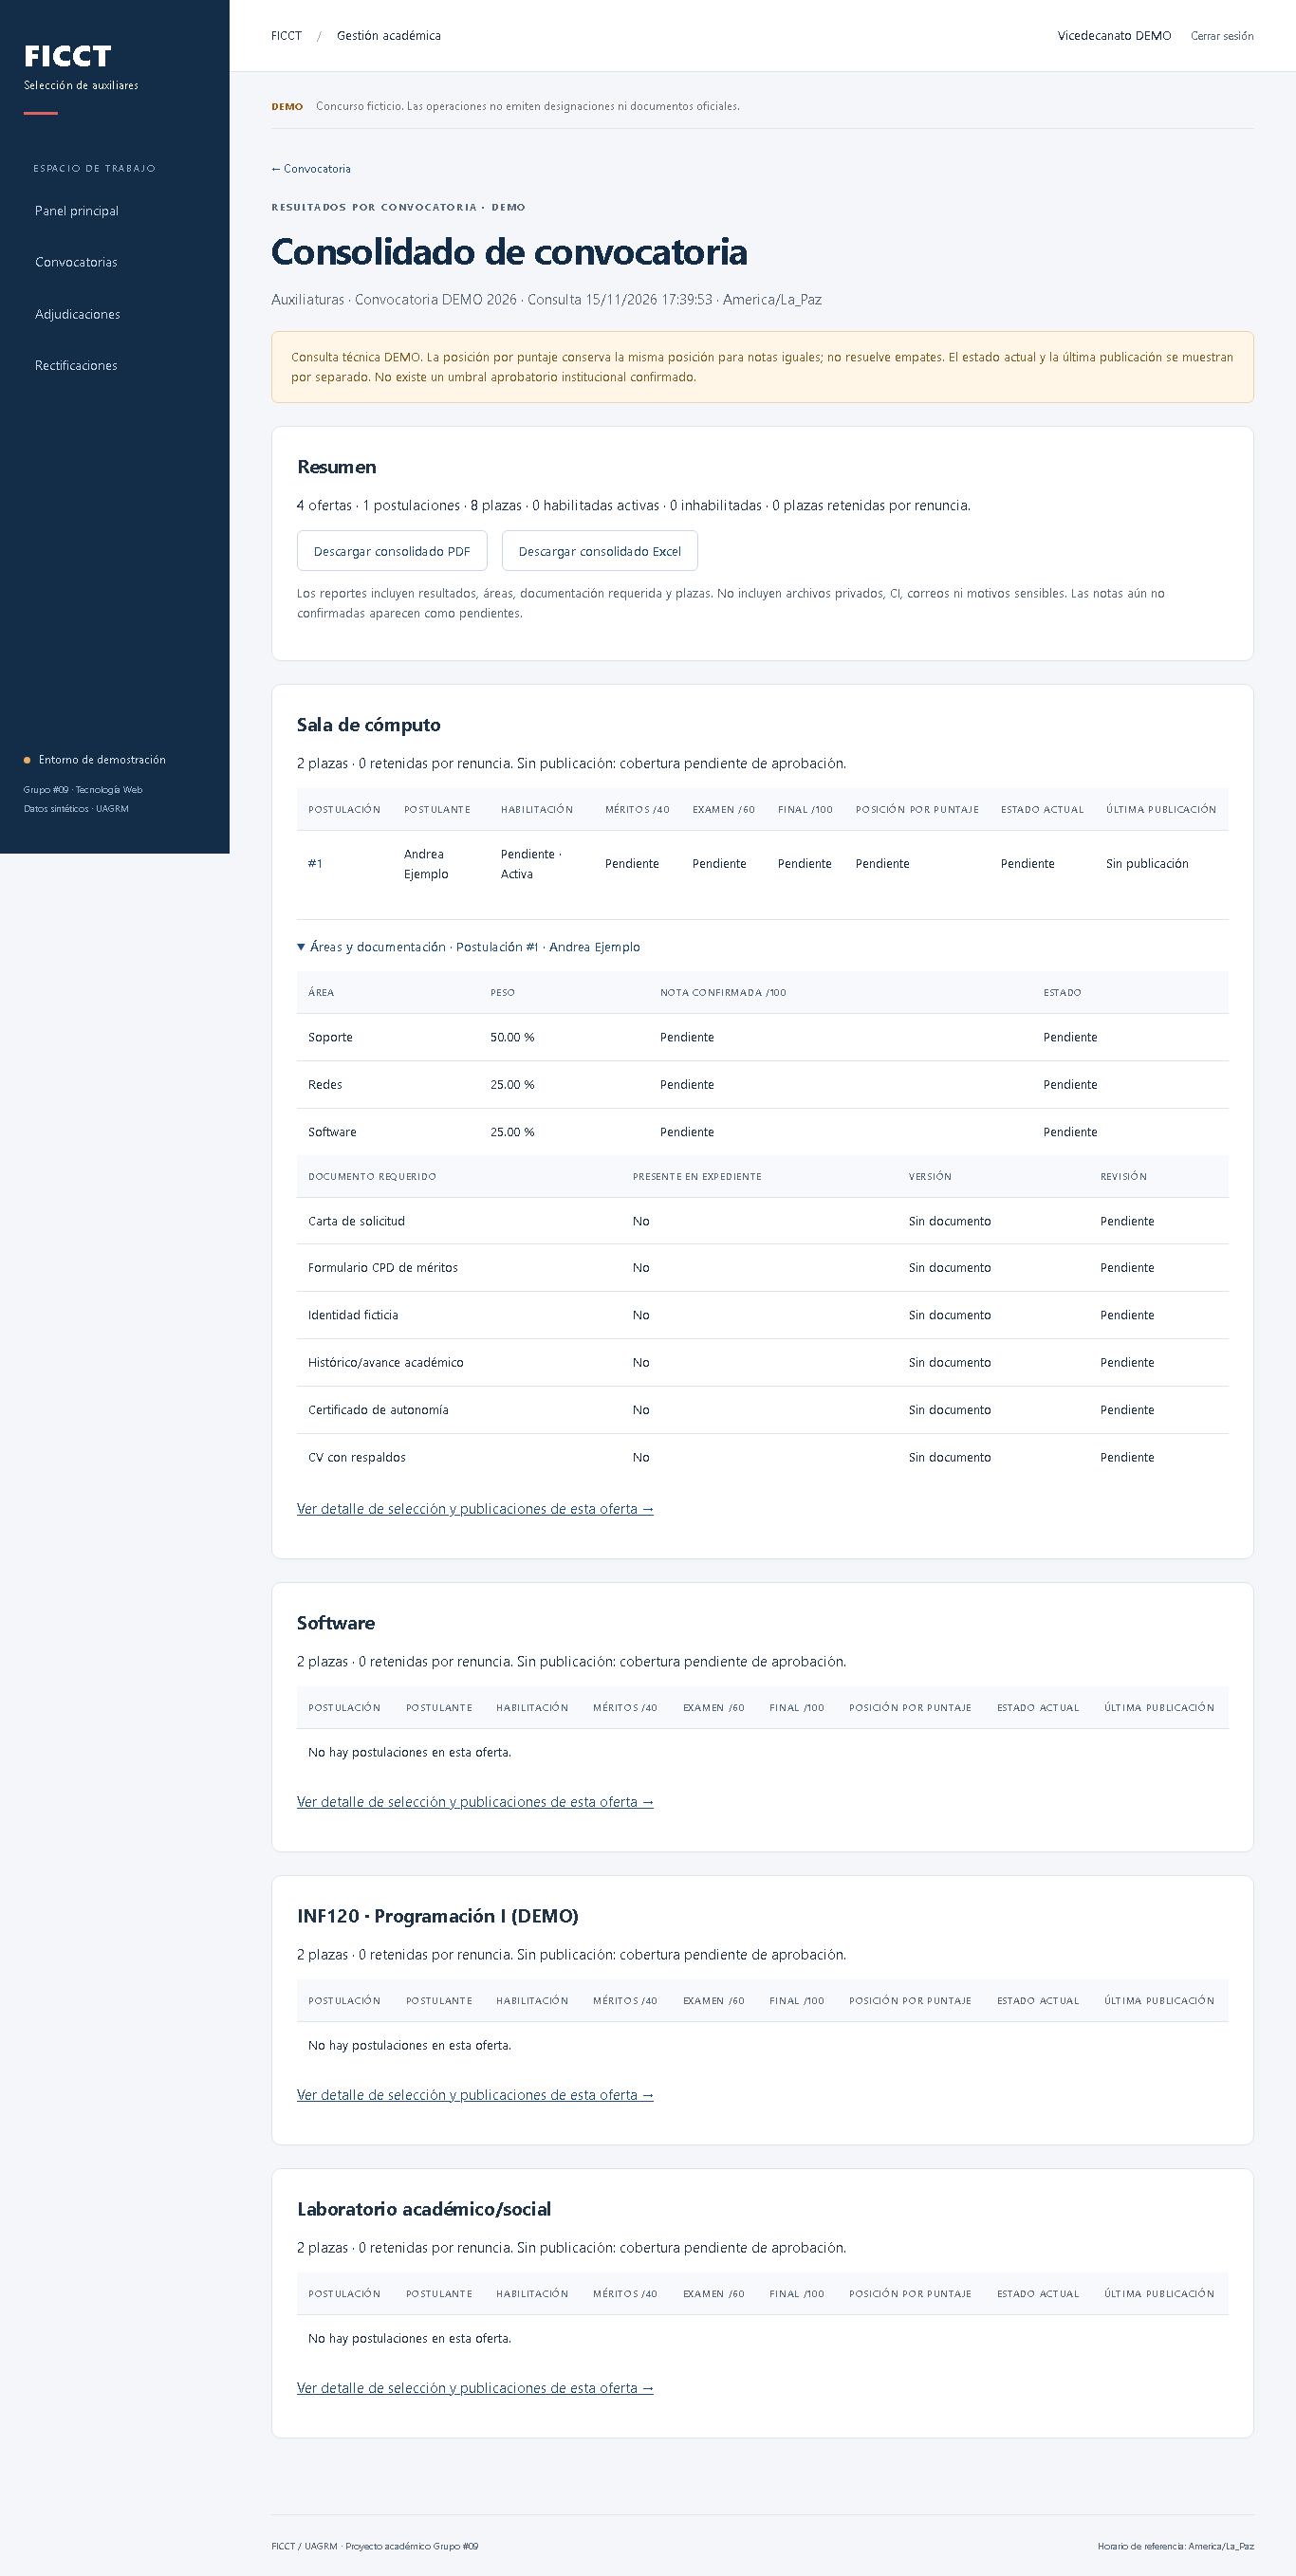 FICCT
Selección de auxiliares
ESPACIO DE TRABAJO
Panel principal
Convocatorias
Adjudicaciones
Rectificaciones
Entorno de demostración
Grupo #09 · Tecnología Web
Datos sintéticos · UAGRM
FICCT / Gestión académica
Vicedecanato DEMO Cerrar sesión
DEMO Concurso ficticio. Las operaciones no emiten designaciones ni documentos oficiales.
← Convocatoria
RESULTADOS POR CONVOCATORIA · DEMO
Consolidado de convocatoria
Auxiliaturas · Convocatoria DEMO 2026 · Consulta 15/11/2026 17:39:53 · America/La_Paz
Consulta técnica DEMO. La posición por puntaje conserva la misma posición para notas iguales; no resuelve empates. El estado actual y la última publicación se muestran
por separado. No existe un umbral aprobatorio institucional confirmado.
Resumen
4 ofertas · 1 postulaciones · 8 plazas · 0 habilitadas activas · 0 inhabilitadas · 0 plazas retenidas por renuncia.
Descargar consolidado PDF Descargar consolidado Excel
Los reportes incluyen resultados, áreas, documentación requerida y plazas. No incluyen archivos privados, CI, correos ni motivos sensibles. Las notas aún no
confirmadas aparecen como pendientes.
Sala de cómputo
2 plazas · 0 retenidas por renuncia. Sin publicación: cobertura pendiente de aprobación.
POSTULACIÓN POSTULANTE HABILITACIÓN MÉRITOS /40 EXAMEN /60 FINAL /100 POSICIÓN POR PUNTAJE ESTADO ACTUAL ÚLTIMA PUBLICACIÓN
#1 Andrea Ejemplo Pendiente · Activa Pendiente Pendiente Pendiente Pendiente Pendiente Sin publicación
▼ Áreas y documentación · Postulación #1 · Andrea Ejemplo
ÁREA PESO NOTA CONFIRMADA /100 ESTADO
Soporte 50.00 % Pendiente Pendiente
Redes 25.00 % Pendiente Pendiente
Software 25.00 % Pendiente Pendiente
DOCUMENTO REQUERIDO PRESENTE EN EXPEDIENTE VERSIÓN REVISIÓN
Carta de solicitud No Sin documento Pendiente
Formulario CPD de méritos No Sin documento Pendiente
Identidad ficticia No Sin documento Pendiente
Histórico/avance académico No Sin documento Pendiente
Certificado de autonomía No Sin documento Pendiente
CV con respaldos No Sin documento Pendiente
Ver detalle de selección y publicaciones de esta oferta →
Software
2 plazas · 0 retenidas por renuncia. Sin publicación: cobertura pendiente de aprobación.
POSTULACIÓN POSTULANTE HABILITACIÓN MÉRITOS /40 EXAMEN /60 FINAL /100 POSICIÓN POR PUNTAJE ESTADO ACTUAL ÚLTIMA PUBLICACIÓN
No hay postulaciones en esta oferta.
Ver detalle de selección y publicaciones de esta oferta →
INF120 · Programación I (DEMO)
2 plazas · 0 retenidas por renuncia. Sin publicación: cobertura pendiente de aprobación.
POSTULACIÓN POSTULANTE HABILITACIÓN MÉRITOS /40 EXAMEN /60 FINAL /100 POSICIÓN POR PUNTAJE ESTADO ACTUAL ÚLTIMA PUBLICACIÓN
No hay postulaciones en esta oferta.
Ver detalle de selección y publicaciones de esta oferta →
Laboratorio académico/social
2 plazas · 0 retenidas por renuncia. Sin publicación: cobertura pendiente de aprobación.
POSTULACIÓN POSTULANTE HABILITACIÓN MÉRITOS /40 EXAMEN /60 FINAL /100 POSICIÓN POR PUNTAJE ESTADO ACTUAL ÚLTIMA PUBLICACIÓN
No hay postulaciones en esta oferta.
Ver detalle de selección y publicaciones de esta oferta →
FICCT / UAGRM · Proyecto académico Grupo #09
Horario de referencia: America/La_Paz